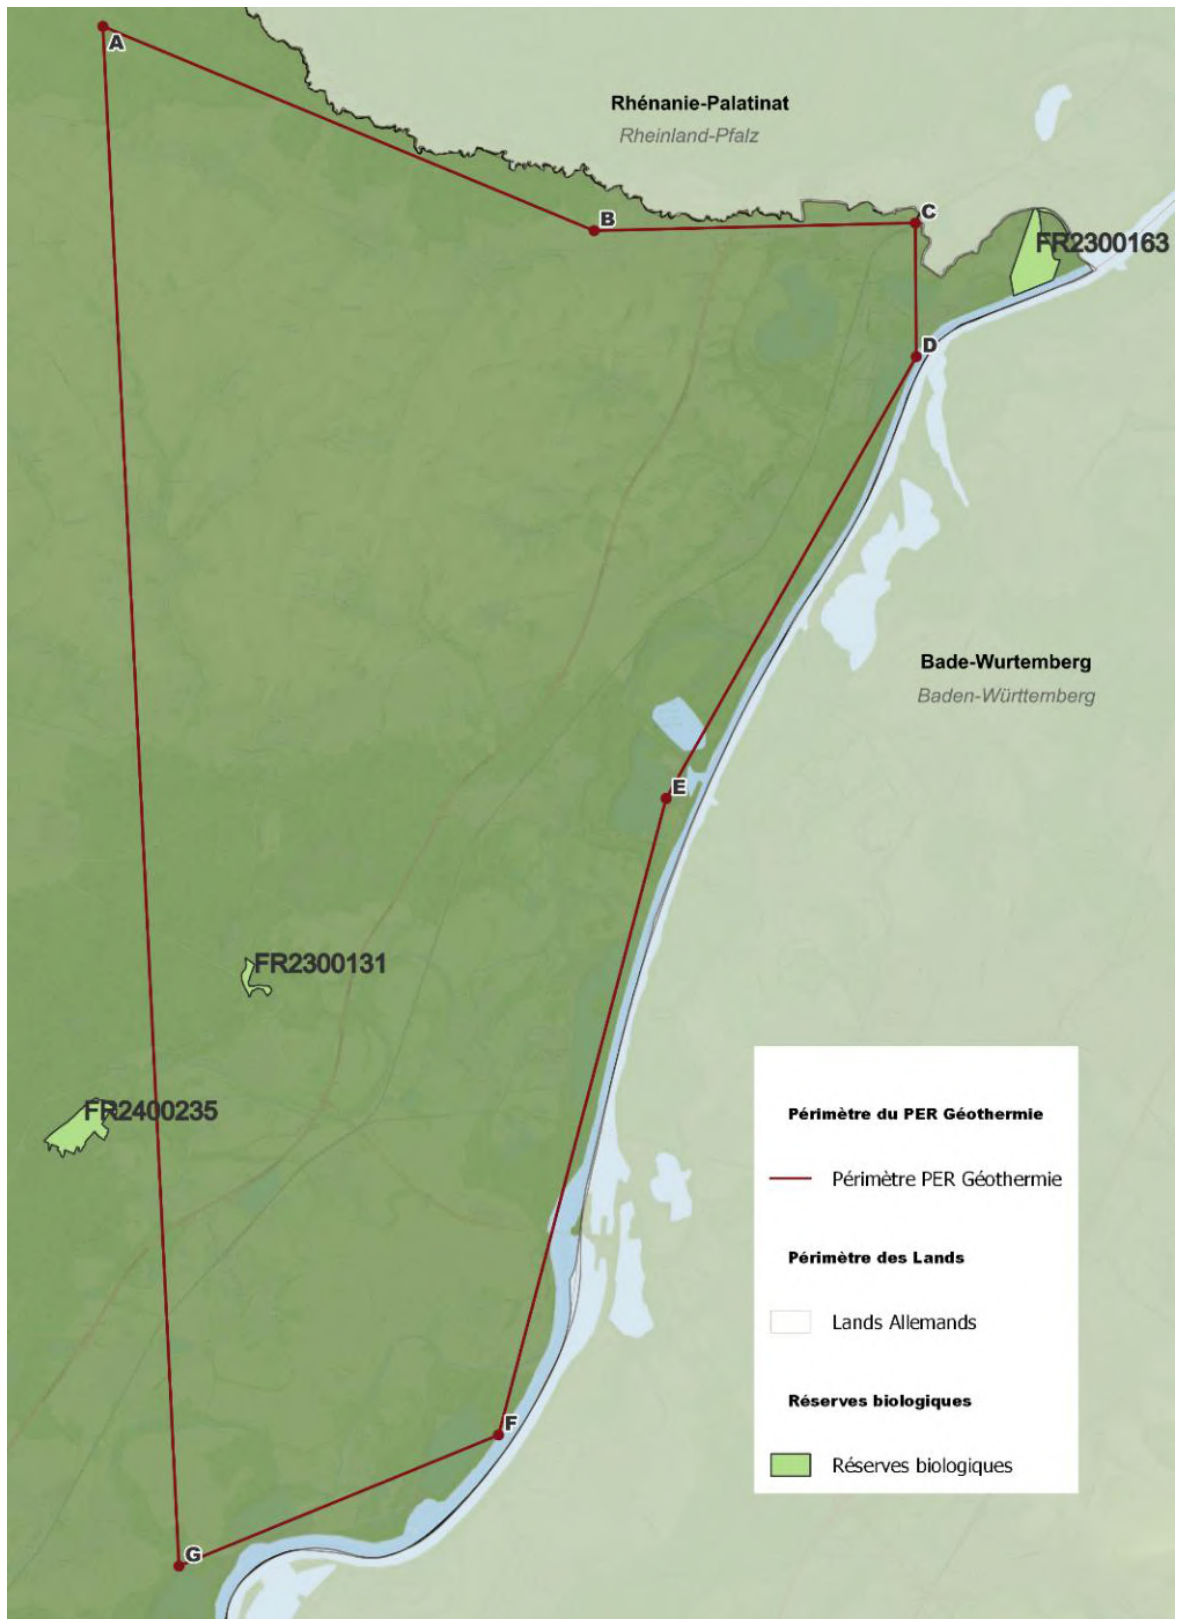 A
Rhénanie-Palatinat
Rheinland-Pfalz
B
C
FR2300163
D
Bade-Wurtemberg
Baden-Württemberg
E
FR2300131
FR2400235
Périmètre du PER Géothermie
Périmètre PER Géothermie
Périmètre des Lands
Lands Allemands
Réserves biologiques
Réserves biologiques
F
G